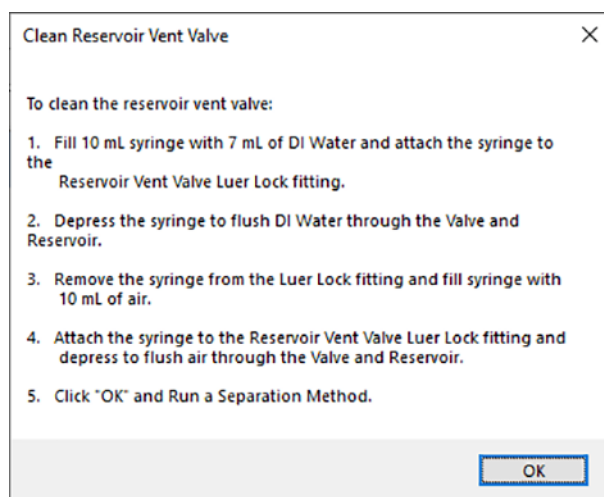 Clean Reservoir Vent Valve
To clean the reservoir vent valve:
1. Fill 10 mL syringe with 7 mL of DI Water and attach the syringe to
the
Reservoir Vent Valve Luer Lock fitting.
2. Depress the syringe to flush DI Water through the Valve and
Reservoir.
3. Remove the syringe from the Luer Lock fitting and fill syringe with
10 mL of air.
4. Attach the syringe to the Reservoir Vent Valve Luer Lock fitting and
depress to flush air through the Valve and Reservoir.
5. Click "OK" and Run a Separation Method.
OK